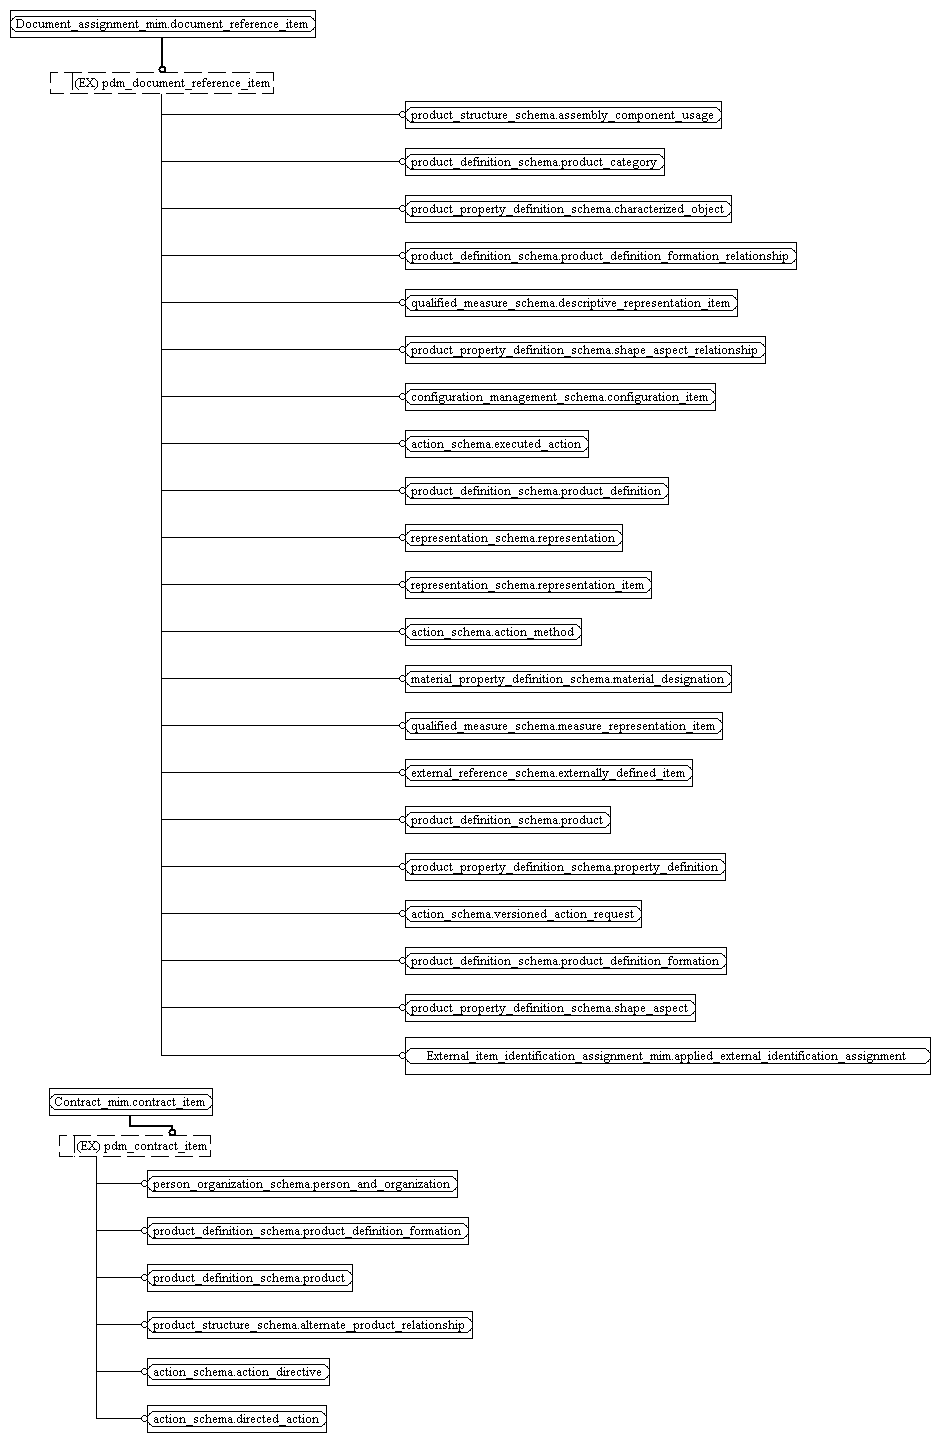 Document_assignment_mim.document_reference_item
(EX) pdm_document_reference_item
product_structure_schema.assembly_component_usage
product_definition_schema.product_category
product_property_definition_schema.characterized_object
product_definition_schema.product_definition_formation_relationship
qualified_measure_schema.descriptive_representation_item
product_property_definition_schema.shape_aspect_relationship
configuration_management_schema.configuration_item
action_schema.executed_action
product_definition_schema.product_definition
representation_schema.representation
representation_schema.representation_item
action_schema.action_method
material_property_definition_schema.material_designation
qualified_measure_schema.measure_representation_item
external_reference_schema.externally_defined_item
product_definition_schema.product
product_property_definition_schema.property_definition
action_schema.versioned_action_request
product_definition_schema.product_definition_formation
product_property_definition_schema.shape_aspect
External_item_identification_assignment_mim.applied_external_identification_assignment
Contract_mim.contract_item
(EX) pdm_contract_item
person_organization_schema.person_and_organization
product_definition_schema.product_definition_formation
product_definition_schema.product
product_structure_schema.alternate_product_relationship
action_schema.action_directive
action_schema.directed_action